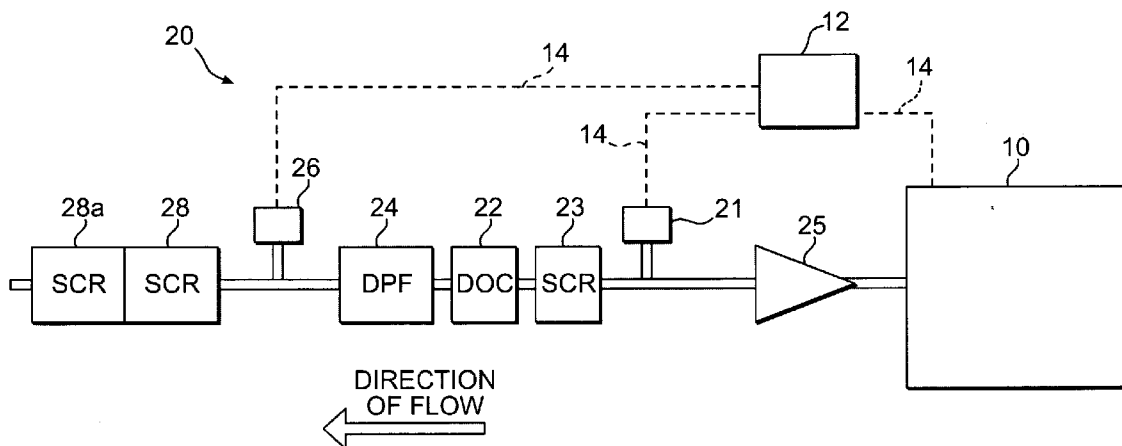 20
14
12
14
14
10
26
21
28a
28
24
22
23
25
SCR
SCR
DPF
DOC
SCR
DIRECTION
OF FLOW